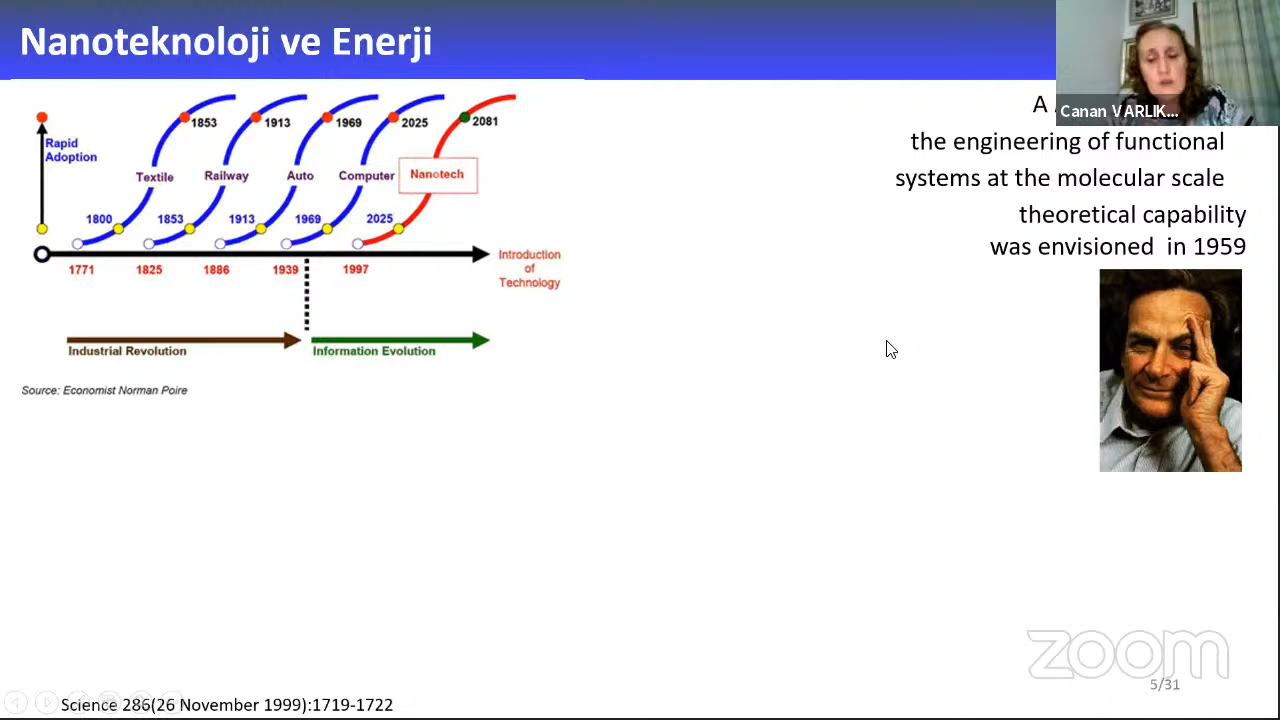 Nanoteknoloji ve Enerji
Canan VARLIK...
A
the engineering of functional
systems at the molecular scale
theoretical capability
was envisioned in 1959
Rapid
Adoption
1853
1913
1969
2025
2081
Textile
Railway
Auto
Computer
Nanotech
1800
1853
1913
1969
2025
1771
1825
1886
1939
1997
Introduction
of
Technology
Industrial Revolution
Information Evolution
Source: Economist Norman Poire
zoom
5/31
Science 286(26 November 1999):1719-1722